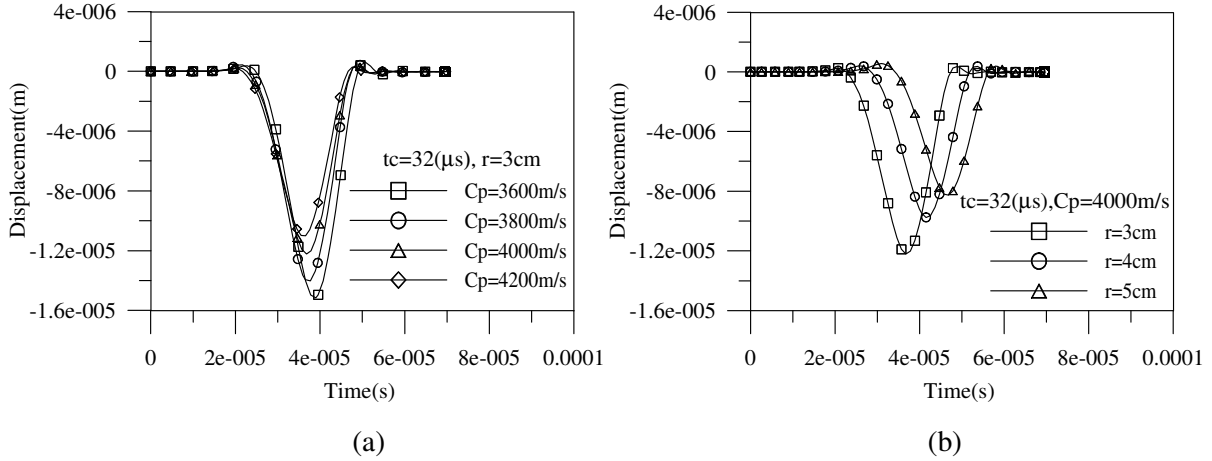 4e-006
0
-4e-006
-8e-006
-1.2e-005
-1.6e-005
Displacement(m)
tc=32(μs), r=3cm
Cp=3600m/s
Cp=3800m/s
Cp=4000m/s
Cp=4200m/s
0 2e-005 4e-005 6e-005 8e-005 0.0001
Time(s)
(a)
4e-006
0
-4e-006
-8e-006
-1.2e-005
-1.6e-005
Displacement(m)
tc=32(μs),Cp=4000m/s
r=3cm
r=4cm
r=5cm
0 2e-005 4e-005 6e-005 8e-005 0.0001
Time(s)
(b)